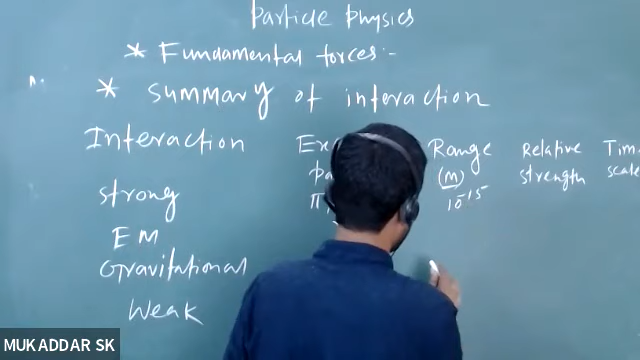 Particle physics
* Fundamental forces:-
* Summary of interaction
Interaction Range Relative
(m) strength scale
strong 10^-15
EM
Gravitational
Weak
MUKADDAR SK